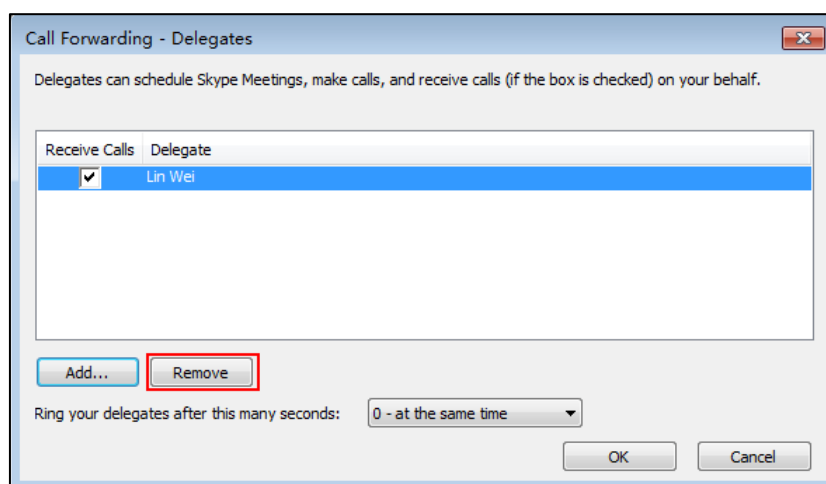 Call Forwarding - Delegates
Delegates can schedule Skype Meetings, make calls, and receive calls (if the box is checked) on your behalf.
Receive Calls Delegate
Lin Wei
Add... Remove
Ring your delegates after this many seconds: 0 - at the same time
OK Cancel